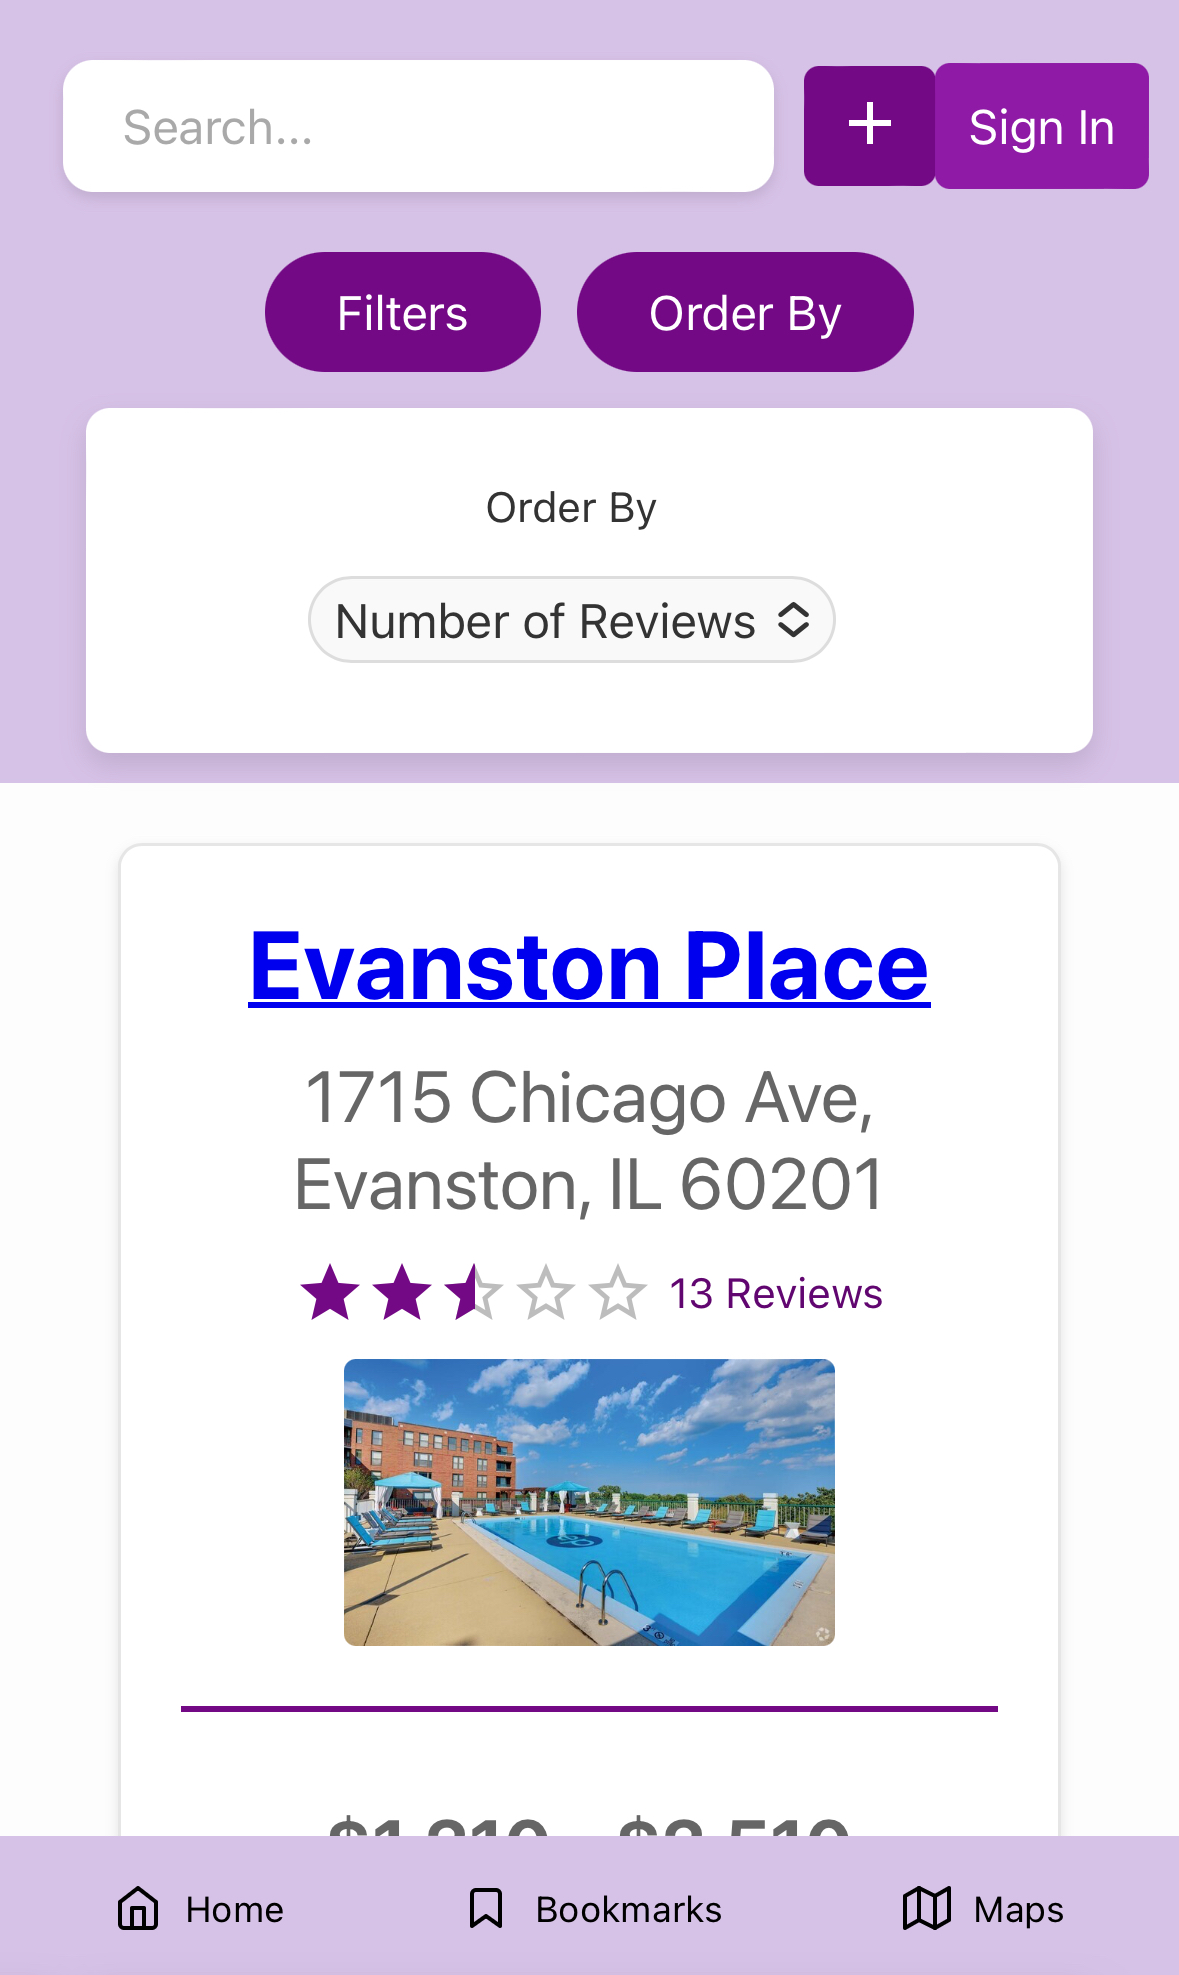 Search...
+ Sign In
Filters
Order By
Order By
Number of Reviews
Evanston Place
1715 Chicago Ave,
Evanston, IL 60201
13 Reviews
Home
Bookmarks
Maps